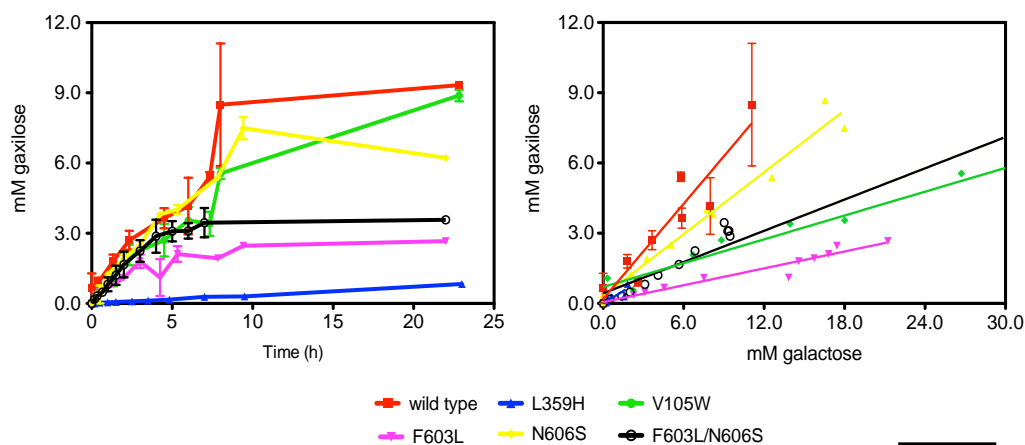 12.0
9.0
6.0
3.0
0.0
mM gaxilose
0
5
10
15
20
25
Time (h)
12.0
9.0
6.0
3.0
0.0
mM gaxilose
0.0
6.0
12.0
18.0
24.0
30.0
mM galactose
wild type
L359H
V105W
F603L
N606S
F603L/N606S